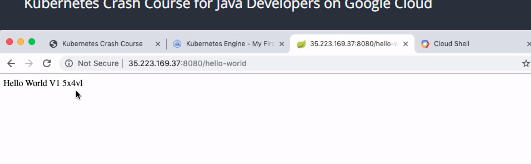 Kubernetes Crash Course for Java Developers on Google Cloud
Kubernetes Crash Course
Kubernetes Engine - My Fir
35.223.169.37:8080/hello-w
Cloud Shell
Not Secure | 35.223.169.37:8080/hello-world
Hello World V1 5x4vl